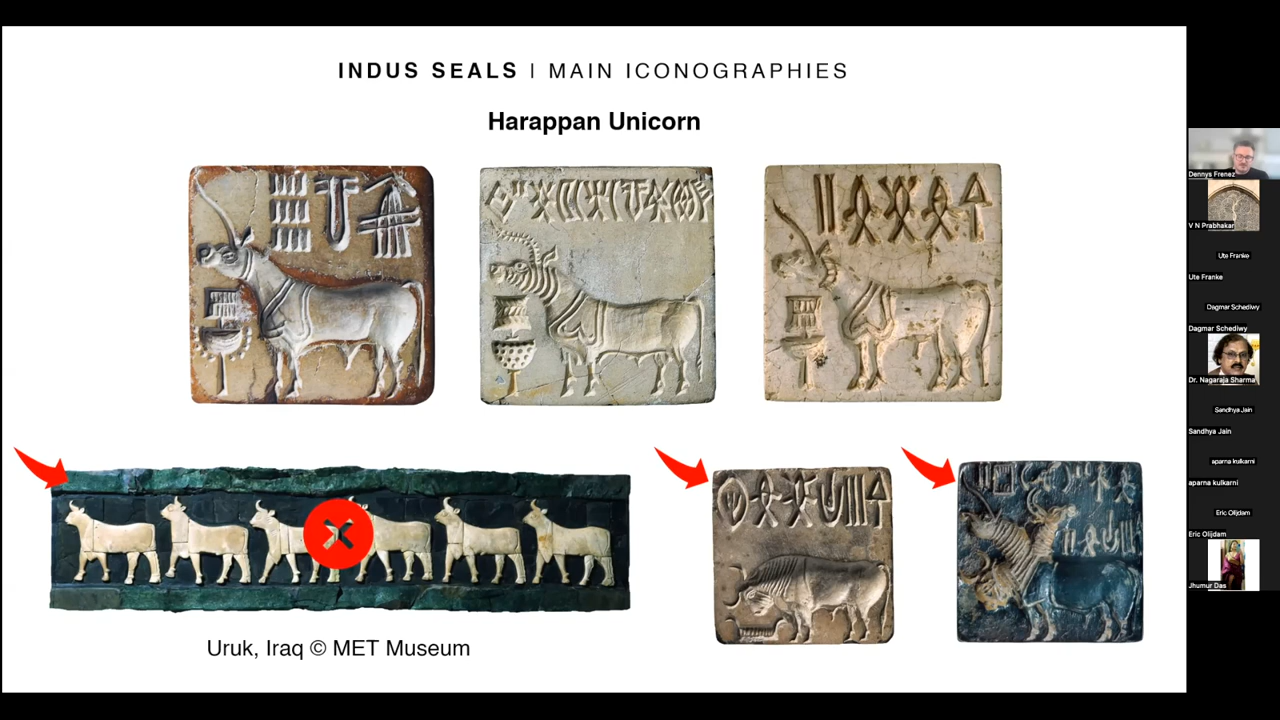 INDUS SEALS | MAIN ICONOGRAPHIES
Harappan Unicorn
Uruk, Iraq © MET Museum
Dennys Frenez
V N Prabhakar
Ute Franke
Ute Franke
Dagmar Schediwy
Dagmar Schediwy
Dr. Nagaraja Sharma
Sandhya Jain
Sandhya Jain
aparna kulkarni
aparna kulkarni
Eric Olijdam
Eric Olijdam
Jhumur Das